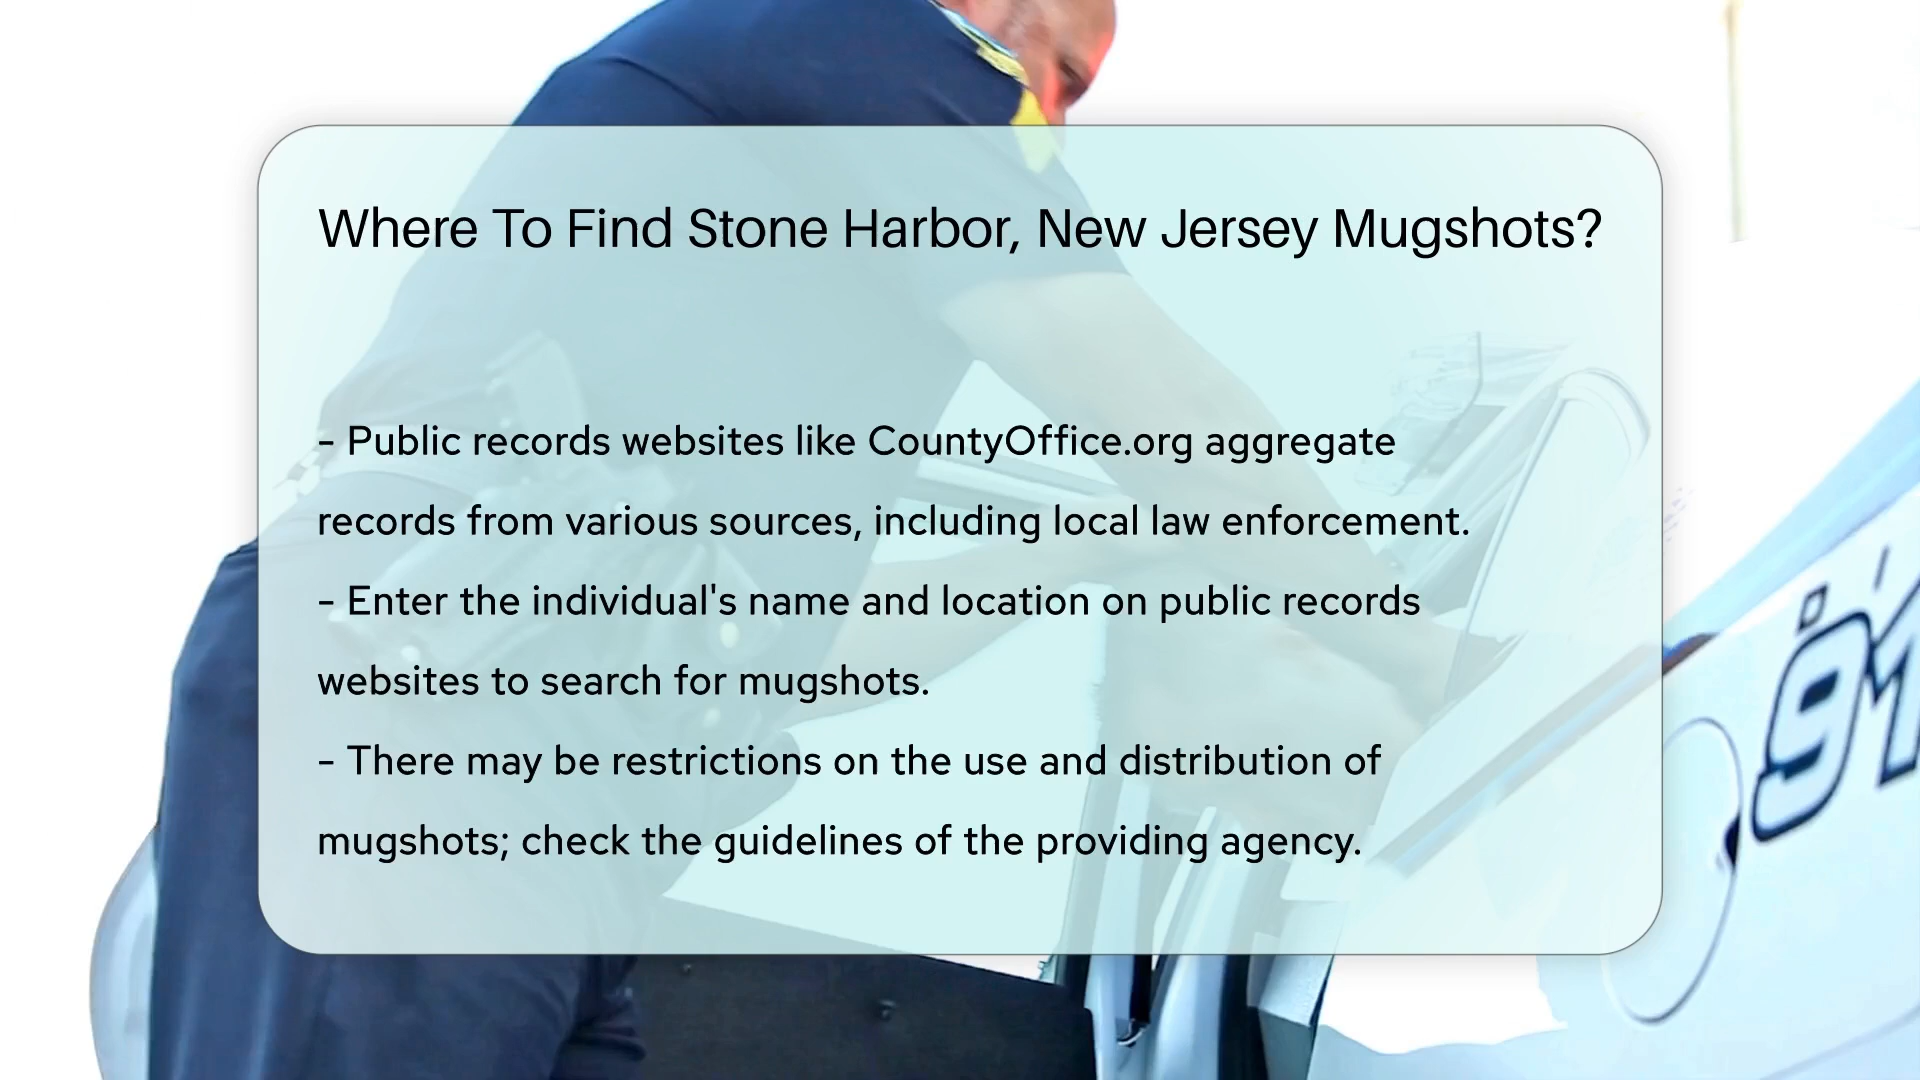 Where To Find Stone Harbor, New Jersey Mugshots?
- Public records websites like CountyOffice.org aggregate
records from various sources, including local law enforcement.
- Enter the individual's name and location on public records
websites to search for mugshots.
- There may be restrictions on the use and distribution of
mugshots; check the guidelines of the providing agency.
91